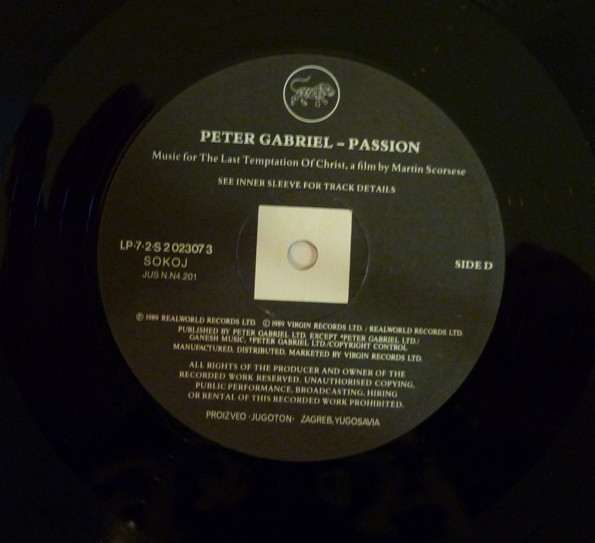 PETER GABRIEL – PASSION
Music for The Last Temptation Of Christ, a film by Martin Scorsese
SEE INNER SLEEVE FOR TRACK DETAILS
LP-7-2-S 2 02307 3
SOKOJ
JUS N.N4 201
SIDE D
Ⓟ 1989 REALWORLD RECORDS LTD. © 1989 VIRGIN RECORDS LTD. / REALWORLD RECORDS LTD.
PUBLISHED BY PETER GABRIEL LTD. EXCEPT *PETER GABRIEL LTD./
GANESH MUSIC, †PETER GABRIEL LTD./COPYRIGHT CONTROL
MANUFACTURED, DISTRIBUTED, MARKETED BY VIRGIN RECORDS LTD.
ALL RIGHTS OF THE PRODUCER AND OWNER OF THE
RECORDED WORK RESERVED. UNAUTHORISED COPYING,
PUBLIC PERFORMANCE, BROADCASTING, HIRING
OR RENTAL OF THIS RECORDED WORK PROHIBITED.
PROIZVEO ·JUGOTON· ZAGREB, YUGOSAVIA